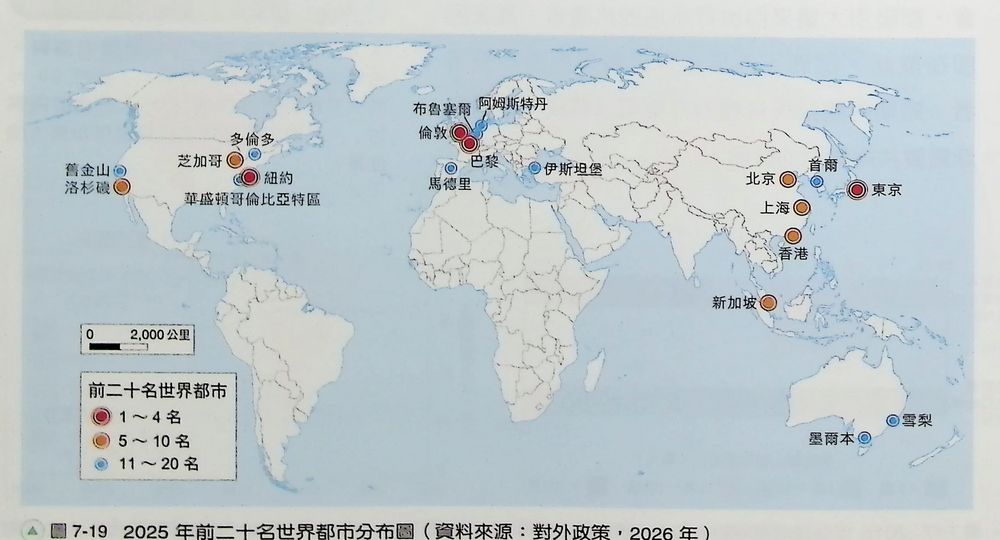 布魯塞爾
阿姆斯特丹
倫敦
巴黎
多倫多
芝加哥
舊金山
洛杉磯
紐約
華盛頓哥倫比亞特區
馬德里
伊斯坦堡
首爾
北京
東京
上海
香港
新加坡
0 2,000公里
前二十名世界都市
1～4 名
5～10 名
11～20 名
雪梨
墨爾本
圖 7-19 2025 年前二十名世界都市分布圖（資料來源：對外政策，2026 年）